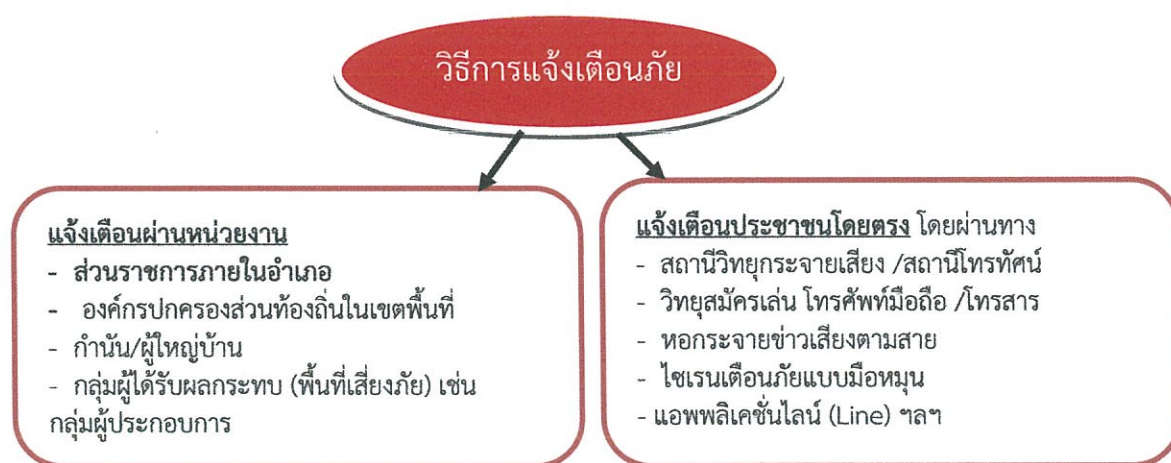 วิธีการแจ้งเตือนภัย
แจ้งเตือนผ่านหน่วยงาน
- ส่วนราชการภายในอำเภอ
- องค์กรปกครองส่วนท้องถิ่นในเขตพื้นที่
- กำนัน/ผู้ใหญ่บ้าน
- กลุ่มผู้ได้รับผลกระทบ (พื้นที่เสี่ยงภัย) เช่น
กลุ่มผู้ประกอบการ
แจ้งเตือนประชาชนโดยตรง โดยผ่านทาง
- สถานีวิทยุกระจายเสียง /สถานีโทรทัศน์
- วิทยุสมัครเล่น โทรศัพท์มือถือ /โทรสาร
- หอกระจายข่าวเสียงตามสาย
- ไซเรนเตือนภัยแบบมือหมุน
- แอพพลิเคชั่นไลน์ (Line) ฯลฯ